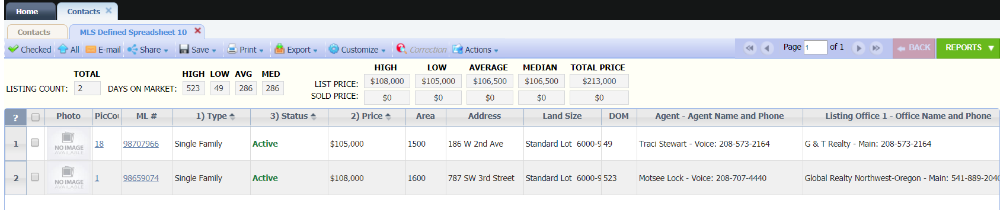 Home Contacts
Contacts MLS Defined Spreadsheet 10
Checked All E-mail Share Save Print Export Customize Correction Actions Page 1 of 1 BACK REPORTS
HIGH LOW AVERAGE MEDIAN TOTAL PRICE
TOTAL HIGH LOW AVG MED
LIST PRICE: $108,000 $105,000 $106,500 $106,500 $213,000
LISTING COUNT: 2 DAYS ON MARKET: 523 49 286 286
SOLD PRICE: $0 $0 $0 $0 $0
? Photo PicCou ML # 1) Type 3) Status 2) Price Area Address Land Size DOM Agent - Agent Name and Phone Listing Office 1 - Office Name and Phone
1 NO IMAGE AVAILABLE 18 98707966 Single Family Active $105,000 1500 186 W 2nd Ave Standard Lot 6000-9 49 Traci Stewart - Voice: 208-573-2164 G & T Realty - Main: 208-573-2164
2 NO IMAGE AVAILABLE 1 98659074 Single Family Active $108,000 1600 787 SW 3rd Street Standard Lot 6000-9 523 Motsee Lock - Voice: 208-707-4440 Global Realty Northwest-Oregon - Main: 541-889-2040